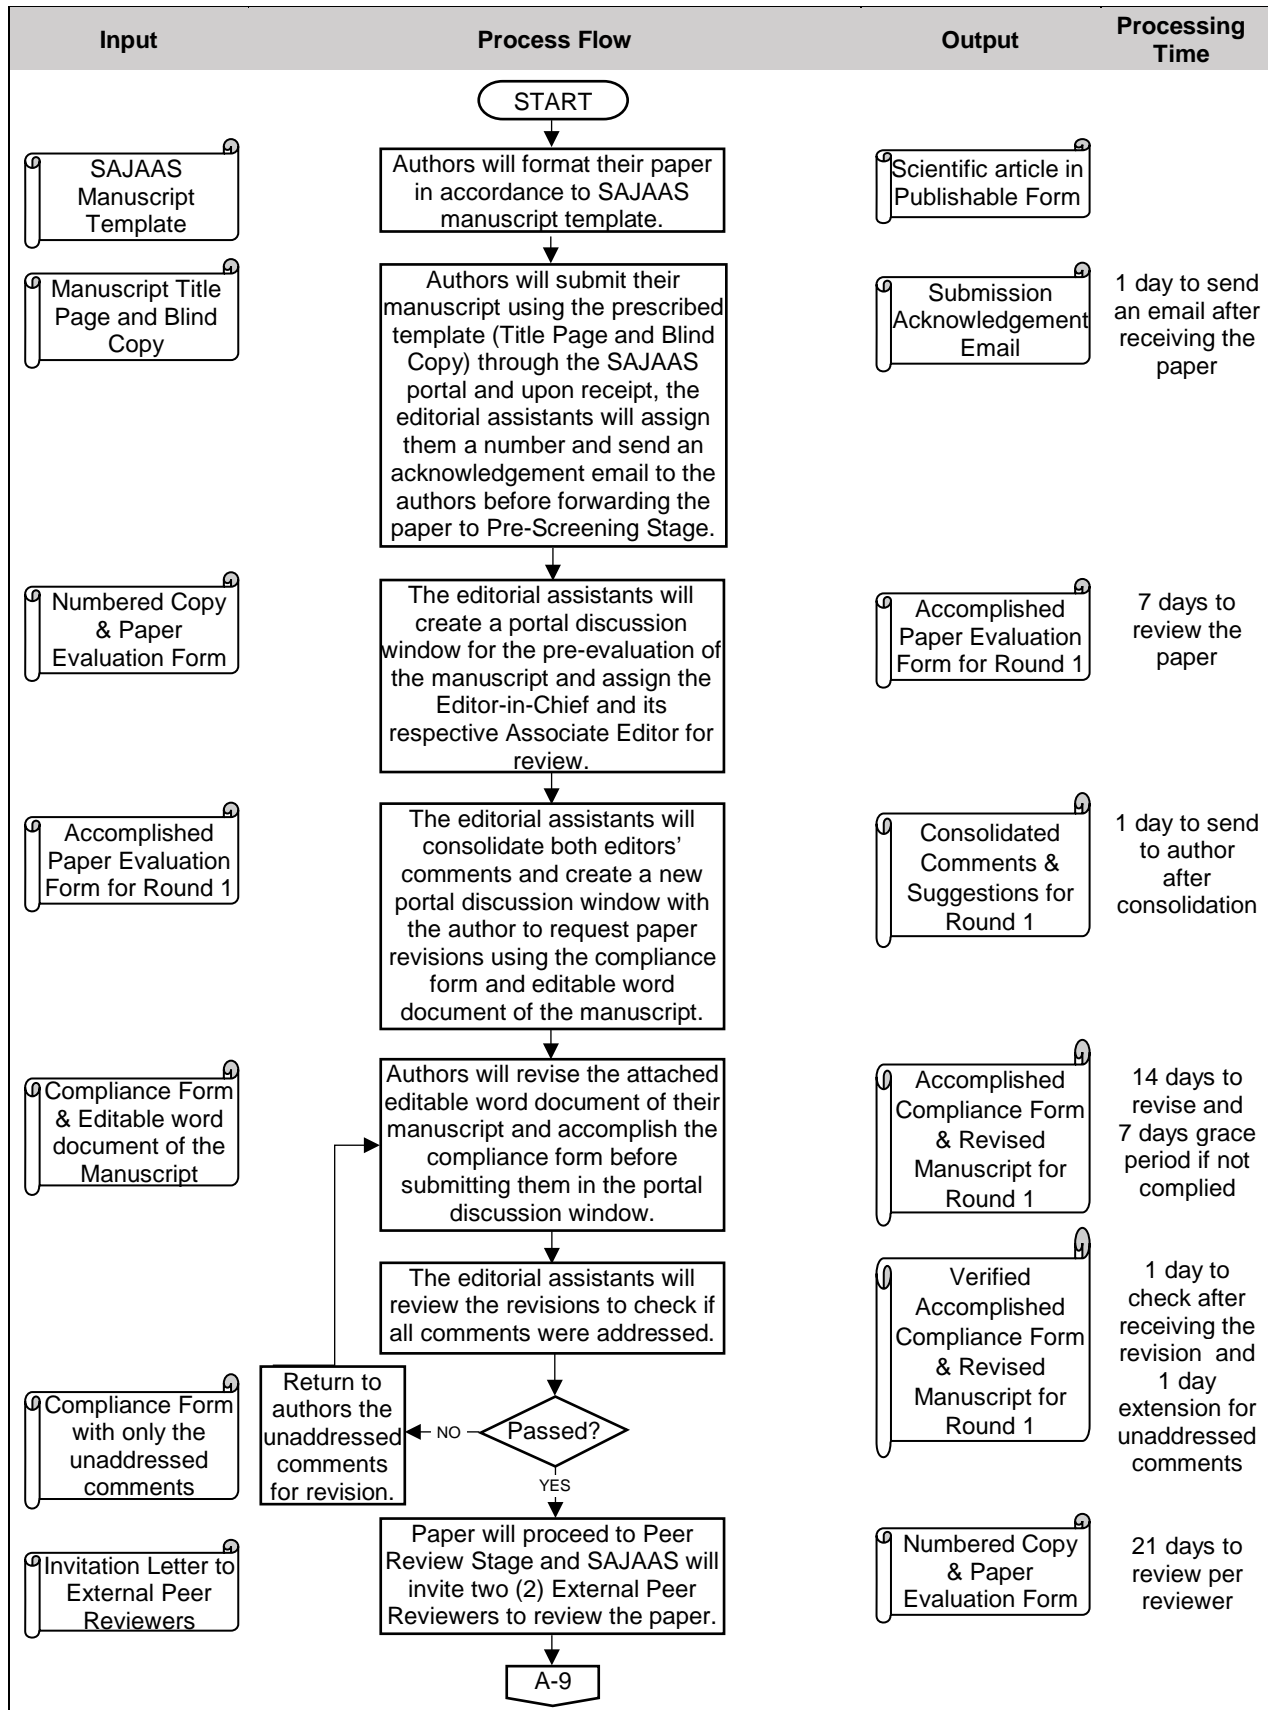 Input
Process Flow
Output
Processing
Time
START
SAJAAS
Manuscript
Template
Authors will format their paper
in accordance to SAJAAS
manuscript template.
Scientific article in
Publishable Form
Manuscript Title
Page and Blind
Copy
Authors will submit their
manuscript using the prescribed
template (Title Page and Blind
Copy) through the SAJAAS
portal and upon receipt, the
editorial assistants will assign
them a number and send an
acknowledgement email to the
authors before forwarding the
paper to Pre-Screening Stage.
Submission
Acknowledgement
Email
1 day to send
an email after
receiving the
paper
Numbered Copy
& Paper
Evaluation Form
The editorial assistants will
create a portal discussion
window for the pre-evaluation of
the manuscript and assign the
Editor-in-Chief and its
respective Associate Editor for
review.
Accomplished
Paper Evaluation
Form for Round 1
7 days to
review the
paper
Accomplished
Paper Evaluation
Form for Round 1
The editorial assistants will
consolidate both editors’
comments and create a new
portal discussion window with
the author to request paper
revisions using the compliance
form and editable word
document of the manuscript.
Consolidated
Comments &
Suggestions for
Round 1
1 day to send
to author
after
consolidation
Compliance Form
& Editable word
document of the
Manuscript
Authors will revise the attached
editable word document of their
manuscript and accomplish the
compliance form before
submitting them in the portal
discussion window.
Accomplished
Compliance Form
& Revised
Manuscript for
Round 1
14 days to
revise and
7 days grace
period if not
complied
The editorial assistants will
review the revisions to check if
all comments were addressed.
Verified
Accomplished
Compliance Form
& Revised
Manuscript for
Round 1
1 day to
check after
receiving the
revision and
1 day
extension for
unaddressed
comments
Compliance Form
with only the
unaddressed
comments
Return to
authors the
unaddressed
comments
for revision.
NO
Passed?
YES
Invitation Letter to
External Peer
Reviewers
Paper will proceed to Peer
Review Stage and SAJAAS will
invite two (2) External Peer
Reviewers to review the paper.
Numbered Copy
& Paper
Evaluation Form
21 days to
review per
reviewer
A-9